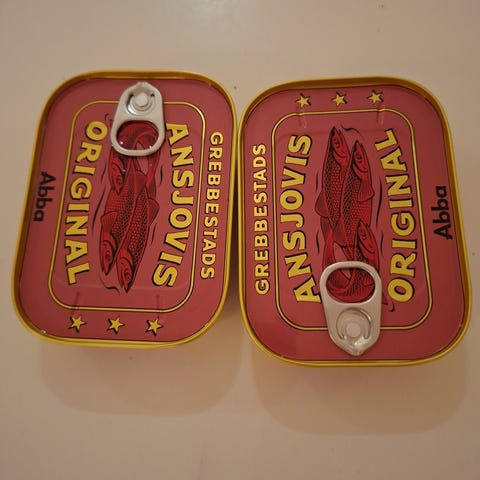 GREBBESTADS
ANSJOVIS
ORIGINAL
Abba
GREBBESTADS
ANSJOVIS
ORIGINAL
Abba